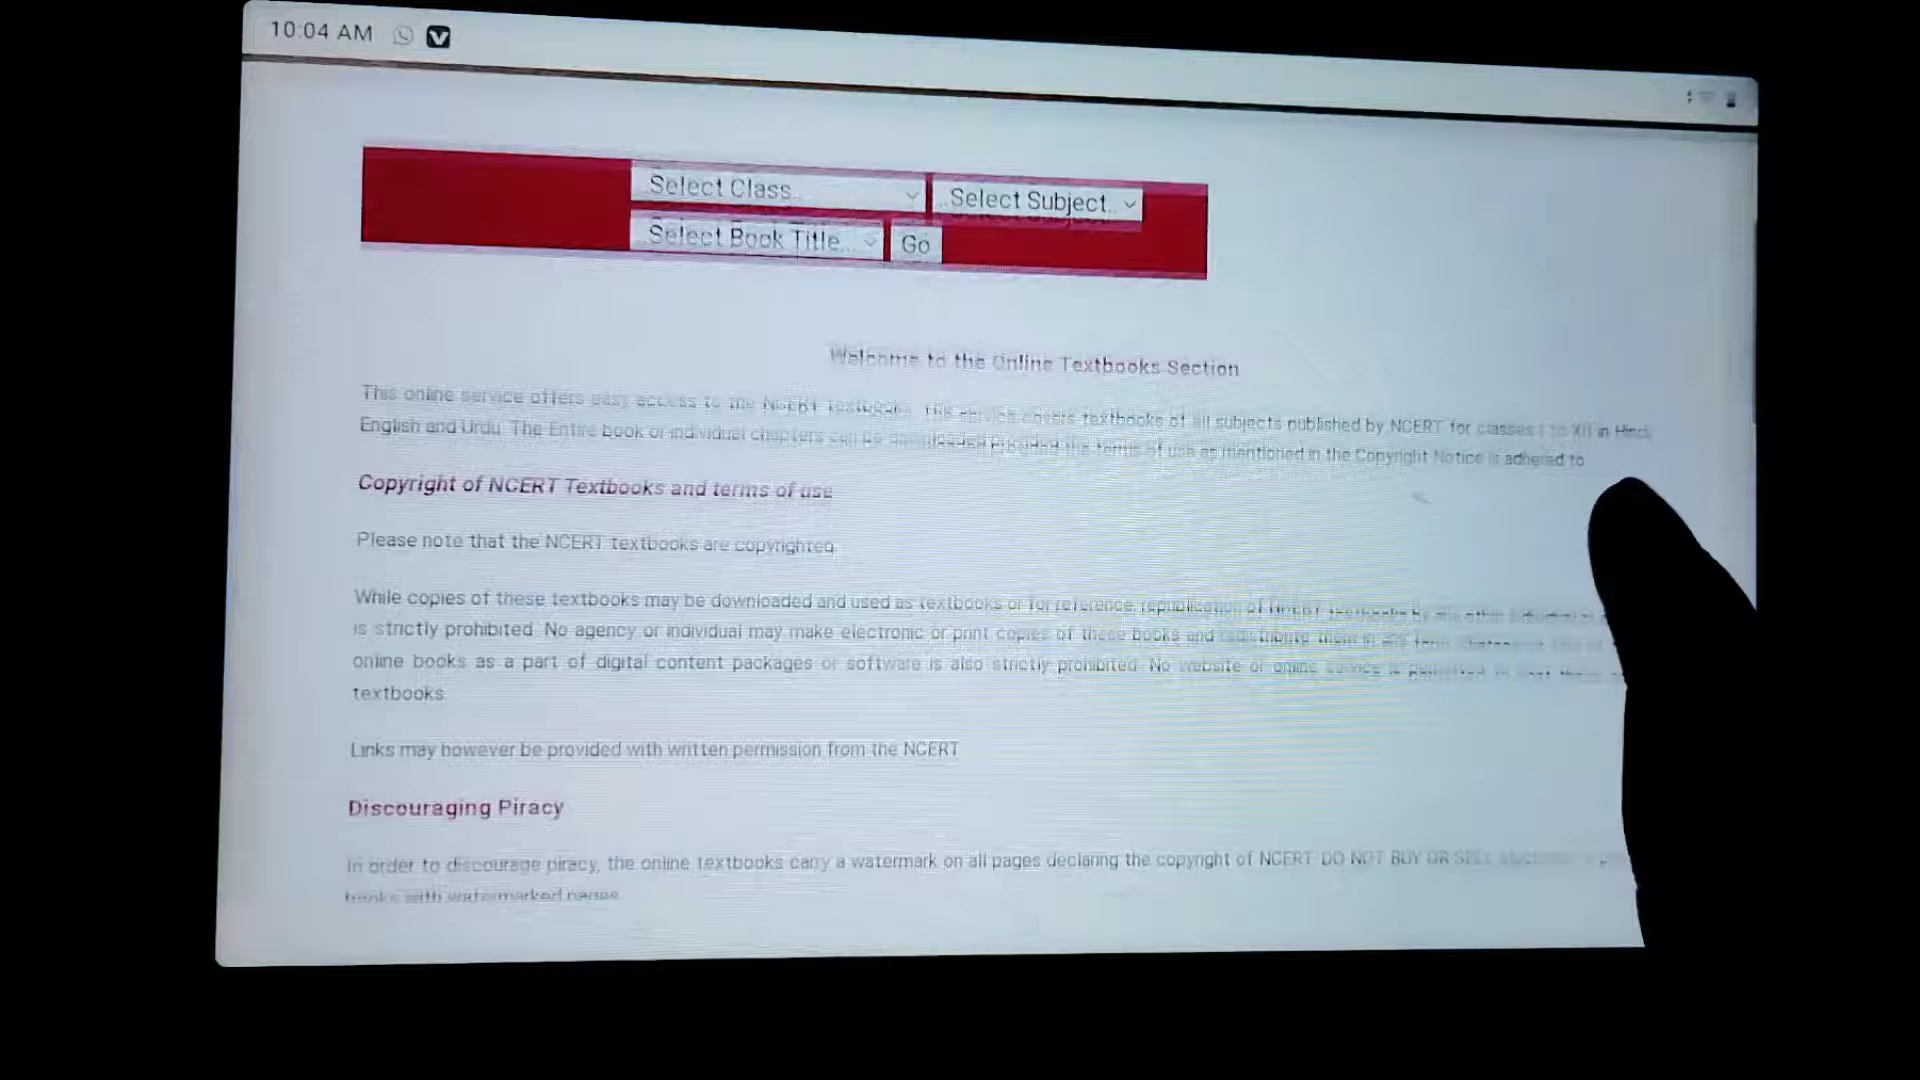 10:04 AM
Select Class..
..Select Subject..
..Select Book Title...
Go
Welcome to the Online Textbooks Section
This online service offers easy access to the NCERT textbooks. The service covers textbooks of all subjects published by NCERT for classes I to XII in Hindi
English and Urdu. The Entire book or individual chapters can be downloaded provided the terms of use as mentioned in the Copyright Notice is adhered to
Copyright of NCERT Textbooks and terms of use
Please note that the NCERT textbooks are copyrighted
While copies of these textbooks may be downloaded and used as textbooks or for reference, republication of NCERT textbooks by any other
is strictly prohibited. No agency or individual may make electronic or print copies of these books and redistribute them in any form
online books as a part of digital content packages or software is also strictly prohibited. No website or online service is permitted to host these
textbooks.
Links may however be provided with written permission from the NCERT
Discouraging Piracy
In order to discourage piracy, the online textbooks carry a watermark on all pages declaring the copyright of NCERT. DO NOT BUY OR SELL
books with watermarked pages